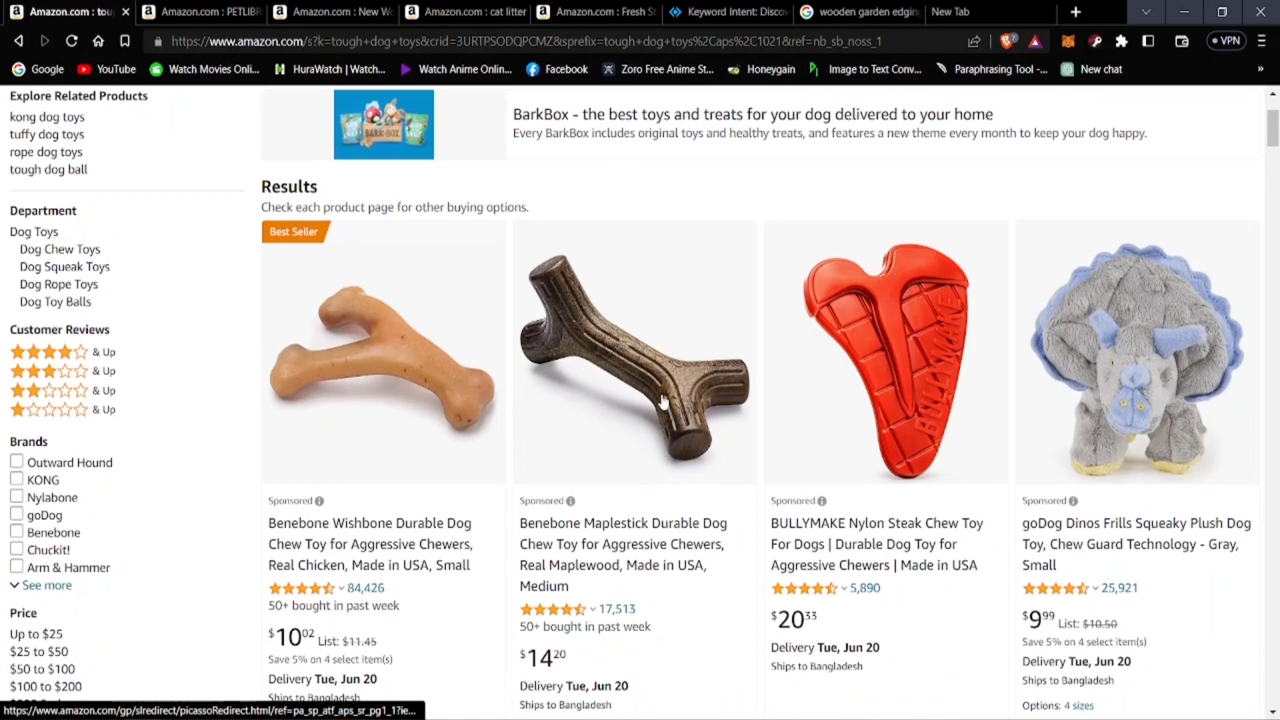 Amazon.com : tou
Amazon.com : PETLIBR
Amazon.com : New W
Amazon.com : cat litter
Amazon.com : Fresh St
Keyword Intent: Discov
wooden garden edging
New Tab
https://www.amazon.com/s?k=tough+dog+toys&crid=3URTPSODQPCMZ&sprefix=tough+dog+toys%2Caps%2C1021&ref=nb_sb_noss_1
VPN
Google
YouTube
Watch Movies Onli...
HuraWatch | Watch...
Watch Anime Onlin...
Facebook
Zoro Free Anime St...
Honeygain
Image to Text Conv...
Paraphrasing Tool -...
New chat
Explore Related Products
kong dog toys
tuffy dog toys
rope dog toys
tough dog ball
Department
Dog Toys
Dog Chew Toys
Dog Squeak Toys
Dog Rope Toys
Dog Toy Balls
Customer Reviews
& Up
& Up
& Up
& Up
Brands
Outward Hound
KONG
Nylabone
goDog
Benebone
Chuckit!
Arm & Hammer
See more
Price
Up to $25
$25 to $50
$50 to $100
$100 to $200
BARKBOX
BarkBox - the best toys and treats for your dog delivered to your home
Every BarkBox includes original toys and healthy treats, and features a new theme every month to keep your dog happy.
Results
Check each product page for other buying options.
Best Seller
Sponsored
Benebone Wishbone Durable Dog
Chew Toy for Aggressive Chewers,
Real Chicken, Made in USA, Small
84,426
50+ bought in past week
$10.02 List: $11.45
Save 5% on 4 select item(s)
Delivery Tue, Jun 20
Ships to Bangladesh
Sponsored
Benebone Maplestick Durable Dog
Chew Toy for Aggressive Chewers,
Real Maplewood, Made in USA,
Medium
17,513
50+ bought in past week
$14.20
Delivery Tue, Jun 20
Ships to Bangladesh
BULLYMAKE
Sponsored
BULLYMAKE Nylon Steak Chew Toy
For Dogs | Durable Dog Toy for
Aggressive Chewers | Made in USA
5,890
$20.33
Delivery Tue, Jun 20
Ships to Bangladesh
Sponsored
goDog Dinos Frills Squeaky Plush Dog
Toy, Chew Guard Technology - Gray,
Small
25,921
$9.99 List: $10.50
Save 5% on 4 select item(s)
Delivery Tue, Jun 20
Ships to Bangladesh
Options: 4 sizes
https://www.amazon.com/gp/slredirect/picassoRedirect.html/ref=pa_sp_atf_aps_sr_pg1_1?ie...